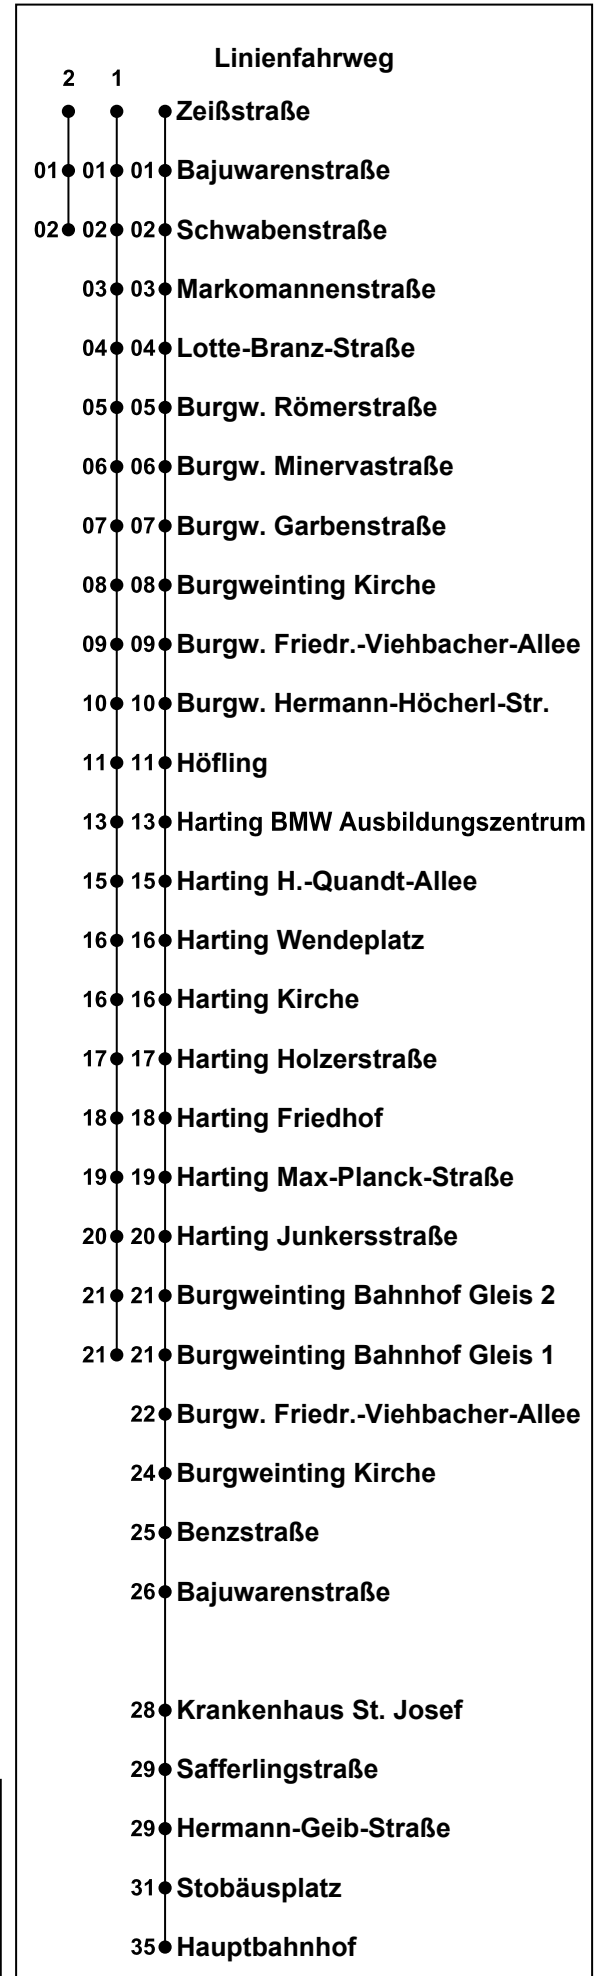 Linienfahrweg
2 1
Zeißstraße
01 01 01 Bajuwarenstraße
02 02 02 Schwabenstraße
03 03 Markomannenstraße
04 04 Lotte-Branz-Straße
05 05 Burgw. Römerstraße
06 06 Burgw. Minervastraße
07 07 Burgw. Garbenstraße
08 08 Burgweinting Kirche
09 09 Burgw. Friedr.-Viehbacher-Allee
10 10 Burgw. Hermann-Höcherl-Str.
11 11 Höfling
13 13 Harting BMW Ausbildungszentrum
15 15 Harting H.-Quandt-Allee
16 16 Harting Wendeplatz
16 16 Harting Kirche
17 17 Harting Holzerstraße
18 18 Harting Friedhof
19 19 Harting Max-Planck-Straße
20 20 Harting Junkersstraße
21 21 Burgweinting Bahnhof Gleis 2
21 21 Burgweinting Bahnhof Gleis 1
22 Burgw. Friedr.-Viehbacher-Allee
24 Burgweinting Kirche
25 Benzstraße
26 Bajuwarenstraße
28 Krankenhaus St. Josef
29 Safferlingstraße
29 Hermann-Geib-Straße
31 Stobäusplatz
35 Hauptbahnhof